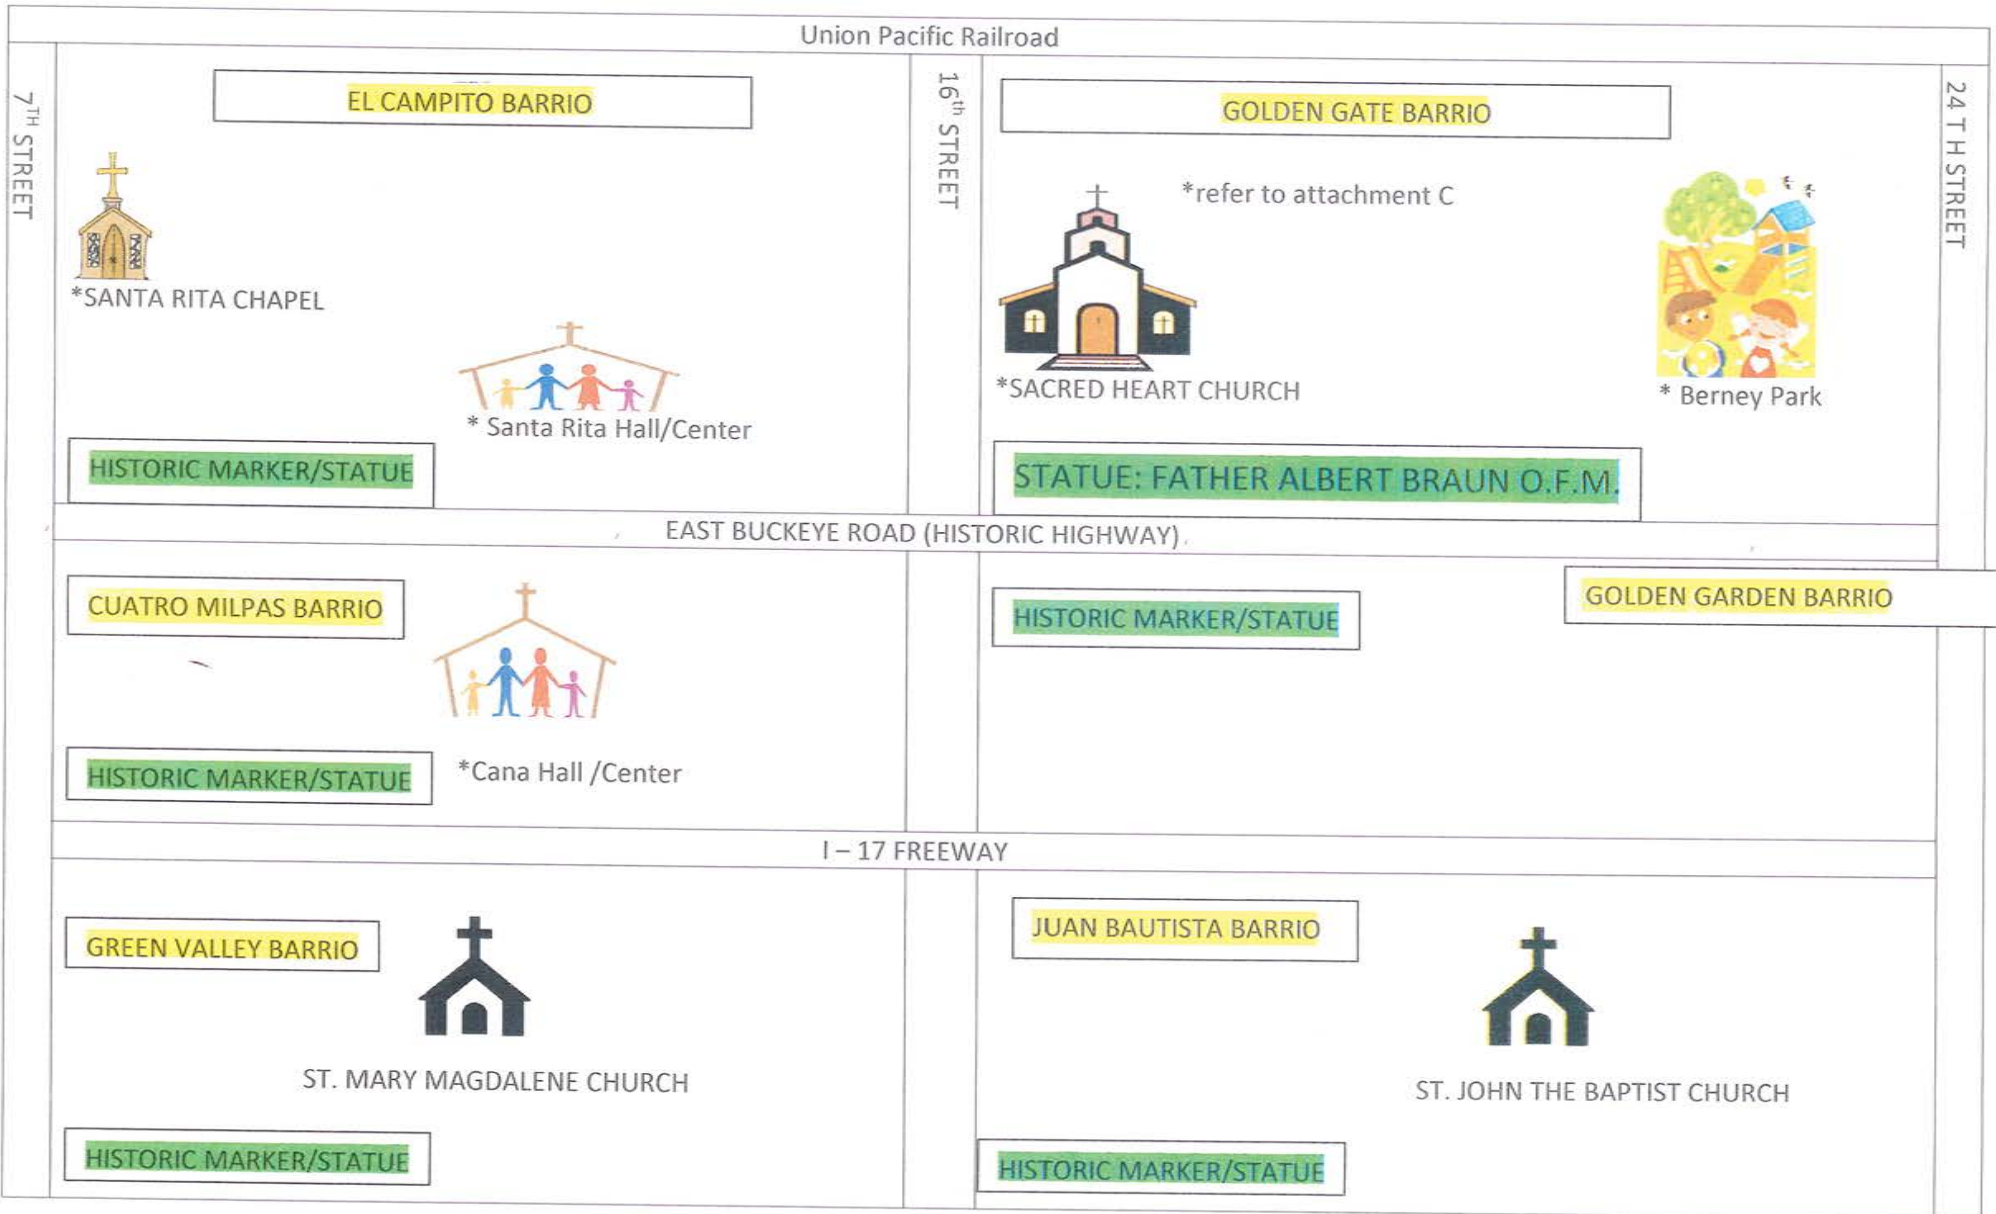 Union Pacific Railroad
7TH STREET
EL CAMPITO BARRIO
*SANTA RITA CHAPEL
* Santa Rita Hall/Center
HISTORIC MARKER/STATUE
16th STREET
GOLDEN GATE BARRIO
*refer to attachment C
*SACRED HEART CHURCH
* Berney Park
STATUE: FATHER ALBERT BRAUN O.F.M.
24 T H STREET
EAST BUCKEYE ROAD (HISTORIC HIGHWAY)
CUATRO MILPAS BARRIO
HISTORIC MARKER/STATUE
*Cana Hall /Center
HISTORIC MARKER/STATUE
GOLDEN GARDEN BARRIO
I – 17 FREEWAY
GREEN VALLEY BARRIO
ST. MARY MAGDALENE CHURCH
HISTORIC MARKER/STATUE
JUAN BAUTISTA BARRIO
ST. JOHN THE BAPTIST CHURCH
HISTORIC MARKER/STATUE